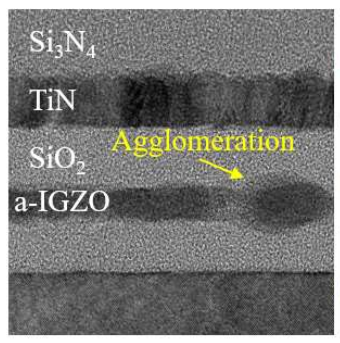 Si₃N₄
TiN
SiO₂
Agglomeration
a-IGZO